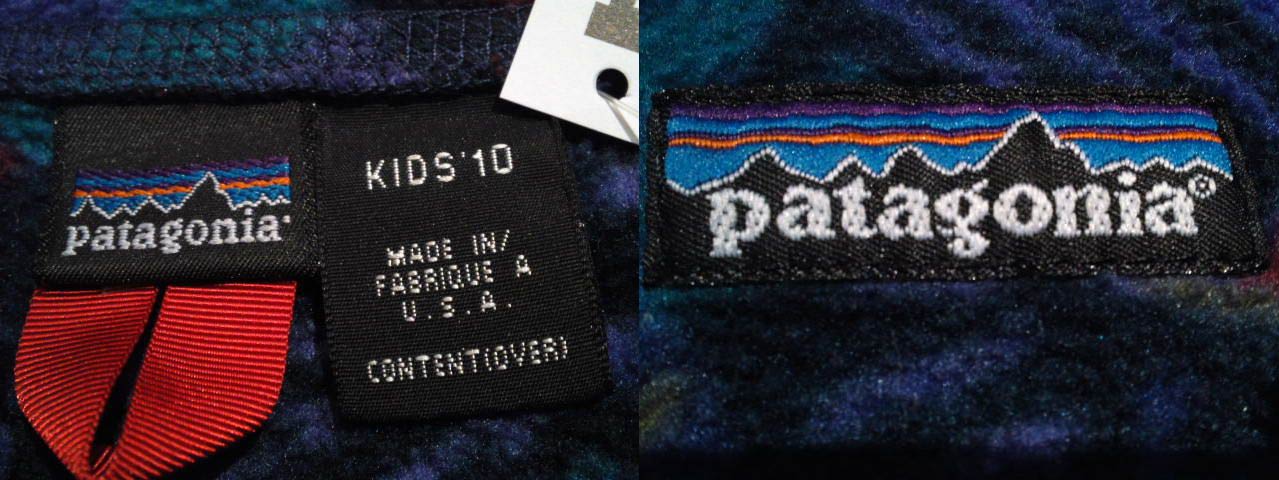 patagonia
KIDS'10
MADE IN/
FABRIQUE A
U.S.A.
CONTENT(OVER)
patagonia®